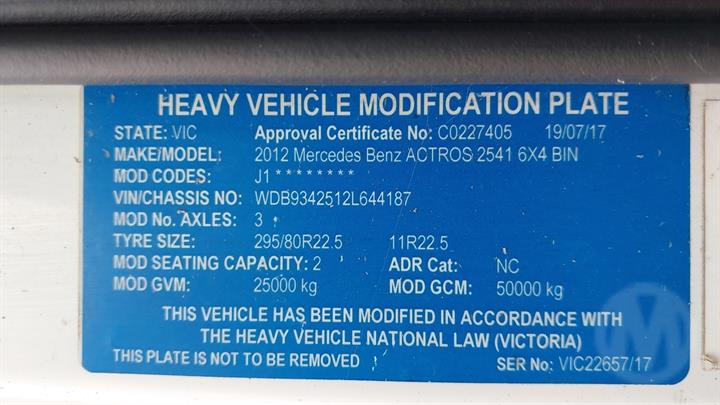 HEAVY VEHICLE MODIFICATION PLATE
STATE: VIC Approval Certificate No: C0227405 19/07/17
MAKE/MODEL: 2012 Mercedes Benz ACTROS 2541 6X4 BIN
MOD CODES: J1 * * * * * * * *
VIN/CHASSIS NO: WDB9342512L644187
MOD No. AXLES: 3
TYRE SIZE: 295/80R22.5 11R22.5
MOD SEATING CAPACITY: 2 ADR Cat: NC
MOD GVM: 25000 kg MOD GCM: 50000 kg
THIS VEHICLE HAS BEEN MODIFIED IN ACCORDANCE WITH
THE HEAVY VEHICLE NATIONAL LAW (VICTORIA)
THIS PLATE IS NOT TO BE REMOVED SER No: VIC22657/17
M